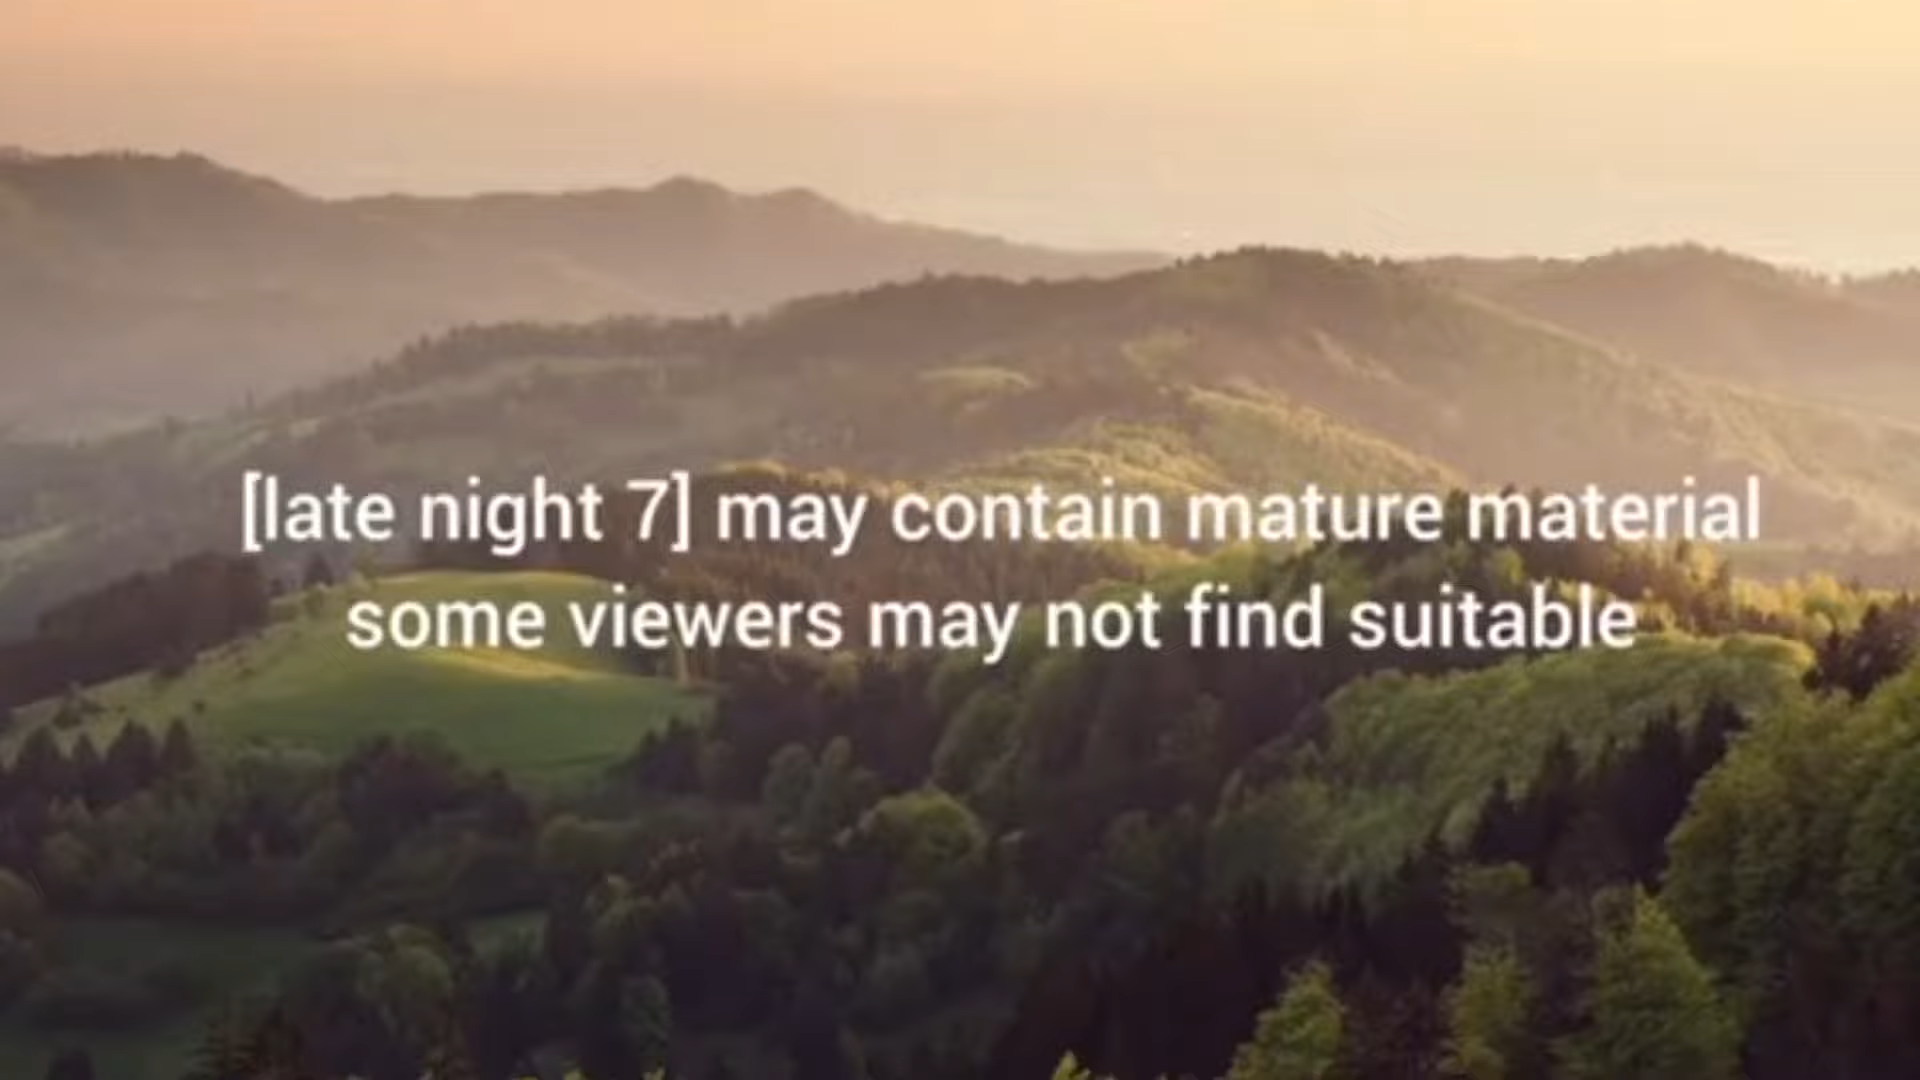 [late night 7] may contain mature material
some viewers may not find suitable